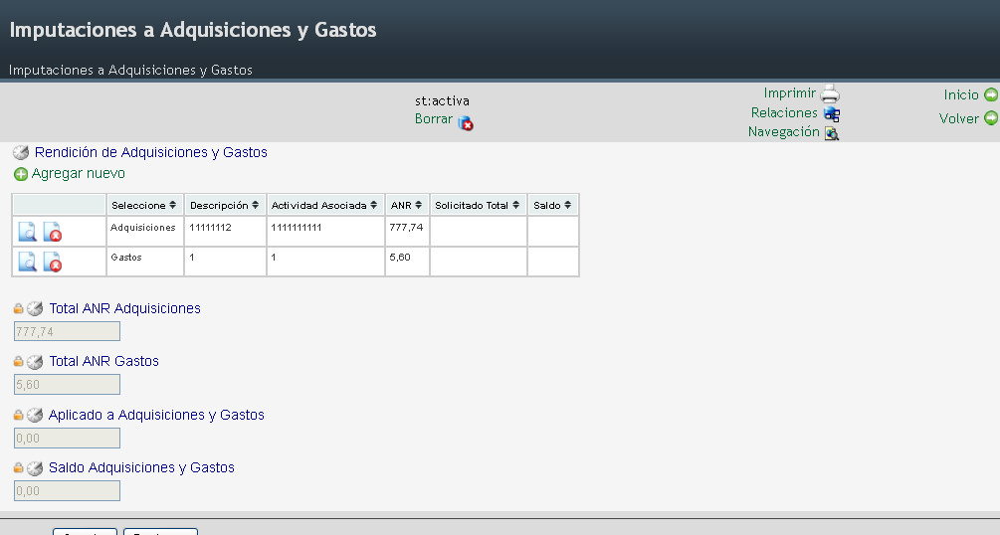 Imputaciones a Adquisiciones y Gastos
Imputaciones a Adquisiciones y Gastos
st:activa
Borrar
Imprimir
Relaciones
Navegación
Inicio
Volver
Rendición de Adquisiciones y Gastos
Agregar nuevo
Seleccione Descripción Actividad Asociada ANR Solicitado Total Saldo
Adquisiciones 11111112 1111111111 777,74
Gastos 1 1 5,60
Total ANR Adquisiciones
777,74
Total ANR Gastos
5,60
Aplicado a Adquisiciones y Gastos
0,00
Saldo Adquisiciones y Gastos
0,00